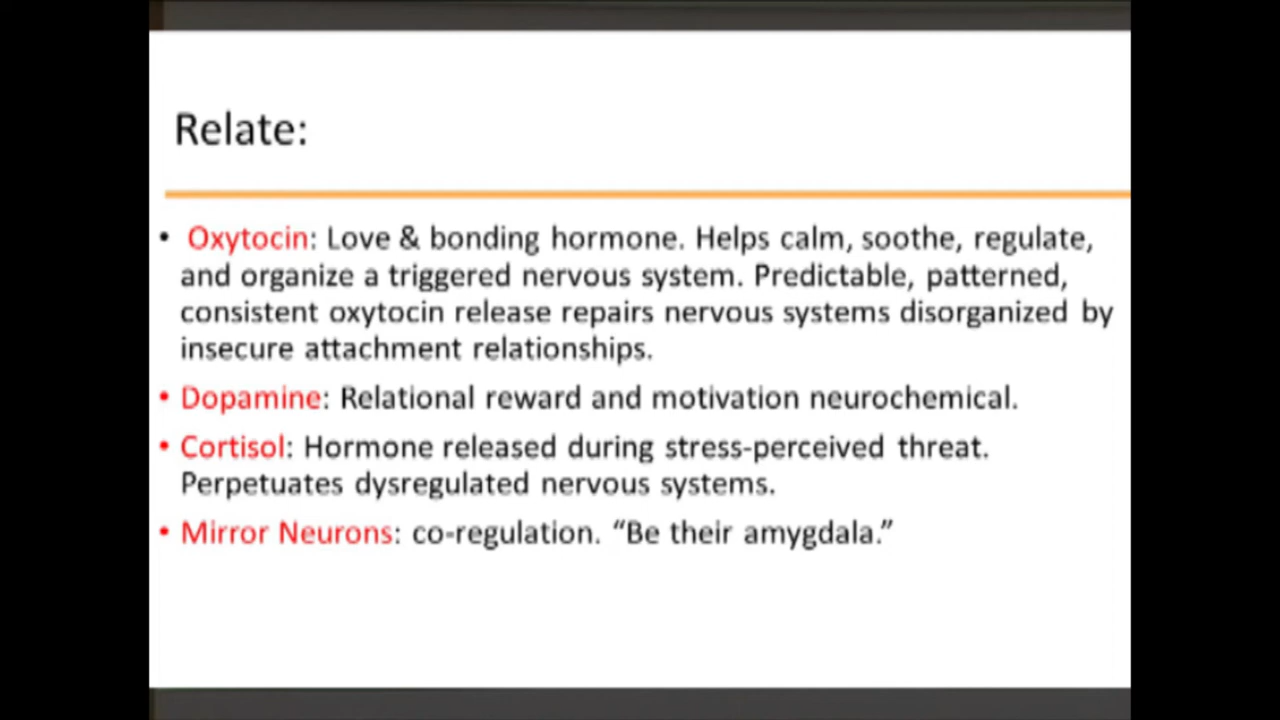 Relate:
• Oxytocin: Love & bonding hormone. Helps calm, soothe, regulate,
and organize a triggered nervous system. Predictable, patterned,
consistent oxytocin release repairs nervous systems disorganized by
insecure attachment relationships.
• Dopamine: Relational reward and motivation neurochemical.
• Cortisol: Hormone released during stress-perceived threat.
Perpetuates dysregulated nervous systems.
• Mirror Neurons: co-regulation. “Be their amygdala.”